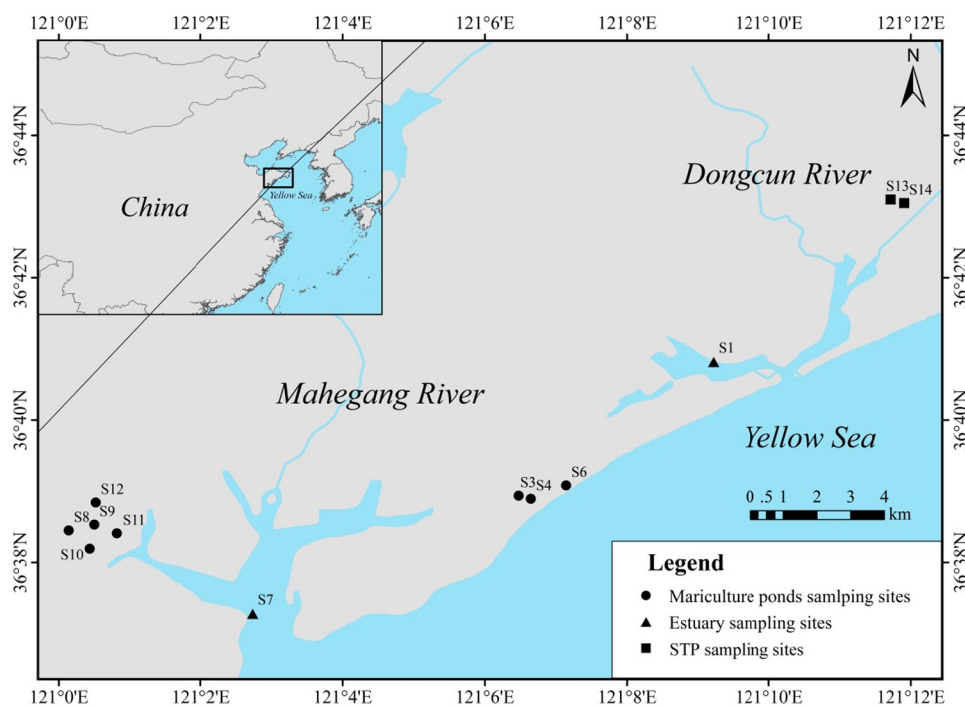 121°0'E 121°2'E 121°4'E 121°6'E 121°8'E 121°10'E 121°12'E
N
36°44'N 36°44'N
Dongcun River
S13 S14
China
Yellow Sea
36°42'N 36°42'N
S1
Mahegang River
36°40'N 36°40'N
Yellow Sea
S6
S3 S4
S12
S9
S8
S11
S10
0 .5 1 2 3 4
km
36°38'N 36°38'N
S7
Legend
Mariculture ponds samlping sites
Estuary sampling sites
STP sampling sites
121°0'E 121°2'E 121°4'E 121°6'E 121°8'E 121°10'E 121°12'E